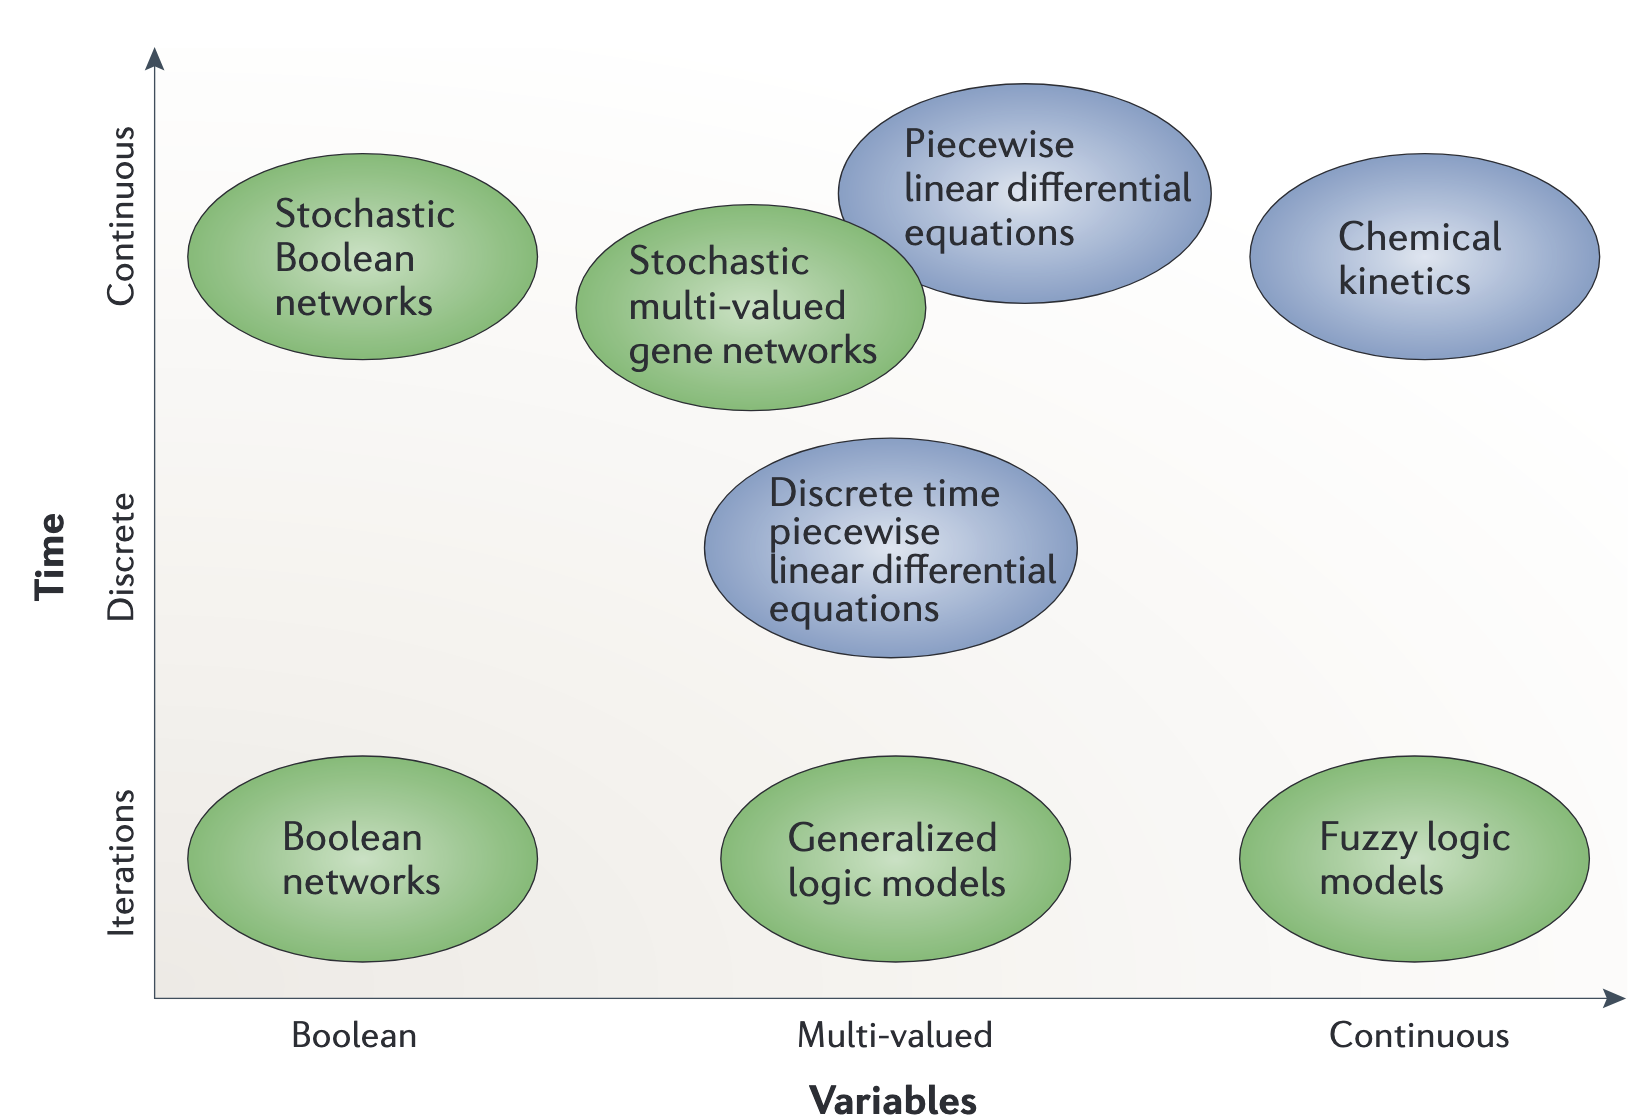 Time
Continuous
Discrete
Iterations
Stochastic
Boolean
networks
Stochastic
multi-valued
gene networks
Piecewise
linear differential
equations
Chemical
kinetics
Discrete time
piecewise
linear differential
equations
Boolean
networks
Generalized
logic models
Fuzzy logic
models
Boolean
Multi-valued
Continuous
Variables